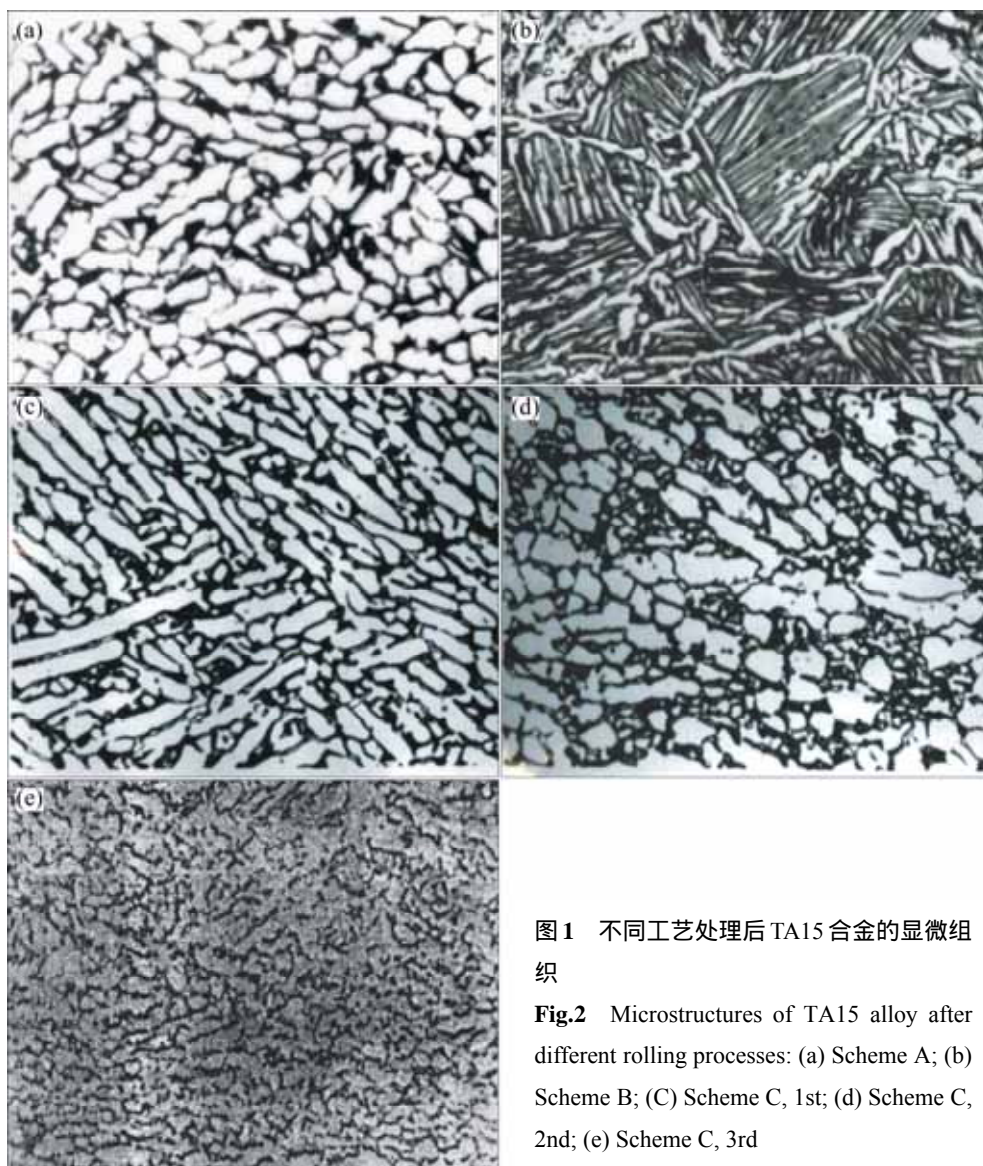 (a)
(b)
(c)
(d)
(e)
图1 不同工艺处理后TA15合金的显微组
织
Fig.2 Microstructures of TA15 alloy after
different rolling processes: (a) Scheme A; (b)
Scheme B; (C) Scheme C, 1st; (d) Scheme C,
2nd; (e) Scheme C, 3rd